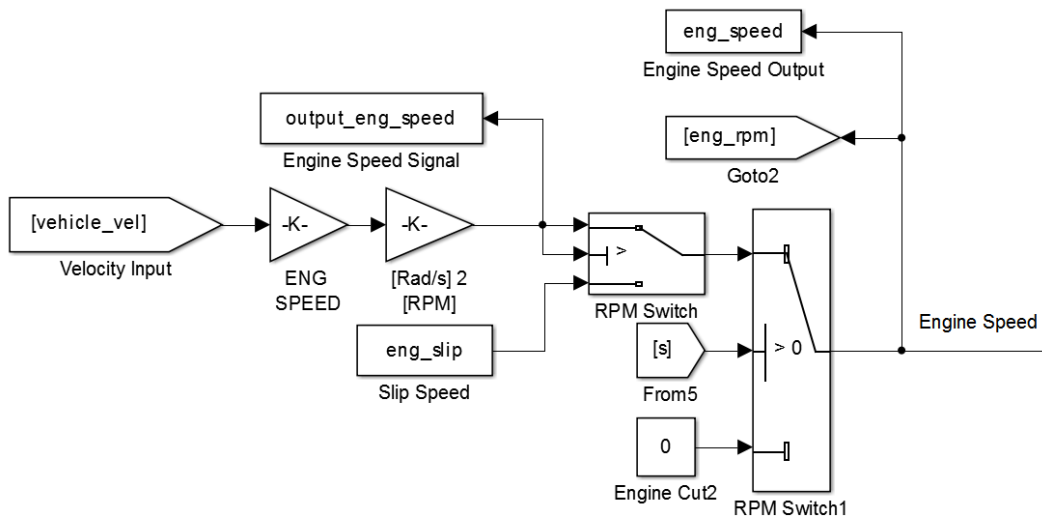 eng_speed
Engine Speed Output
output_eng_speed
Engine Speed Signal
[eng_rpm]
Goto2
[vehicle_vel]
Velocity Input
-K-
ENG
SPEED
-K-
[Rad/s] 2
[RPM]
>
RPM Switch
eng_slip
Slip Speed
[s]
From5
> 0
0
Engine Cut2
RPM Switch1
Engine Speed